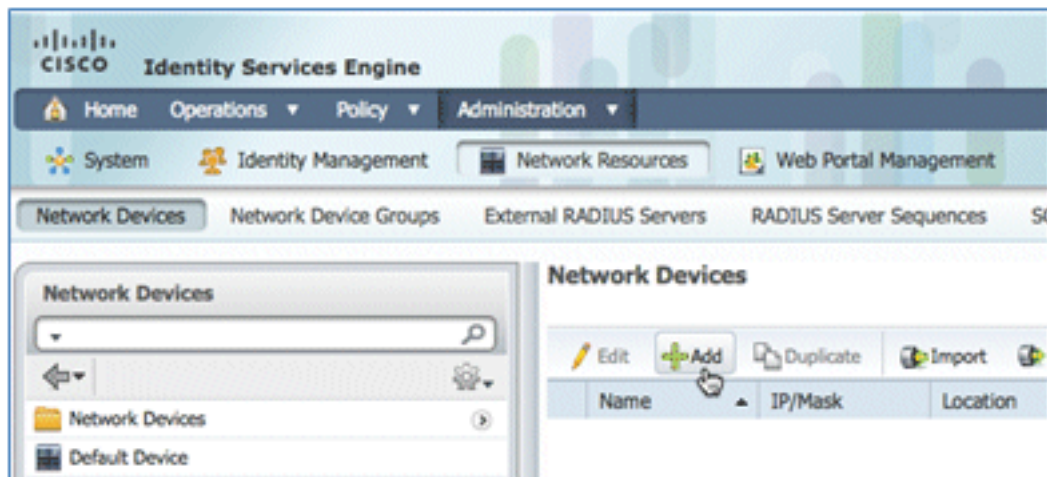 CISCO Identity Services Engine
Home Operations Policy Administration
System Identity Management Network Resources Web Portal Management
Network Devices Network Device Groups External RADIUS Servers RADIUS Server Sequences
Network Devices
Network Devices
Default Device
Network Devices
Edit Add Duplicate Import
Name IP/Mask Location